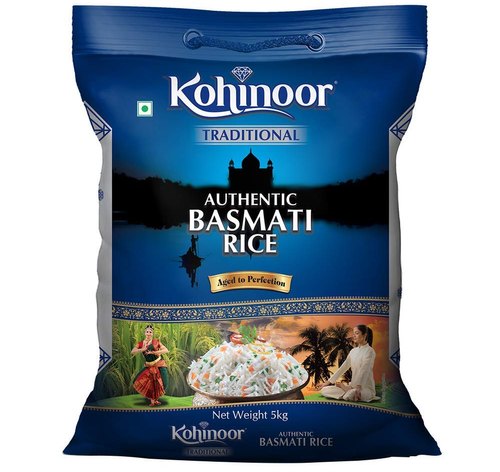 Kohinoor
TRADITIONAL
AUTHENTIC
BASMATI
RICE
Aged to Perfection
Net Weight 5kg
Kohinoor
TRADITIONAL
AUTHENTIC
BASMATI RICE